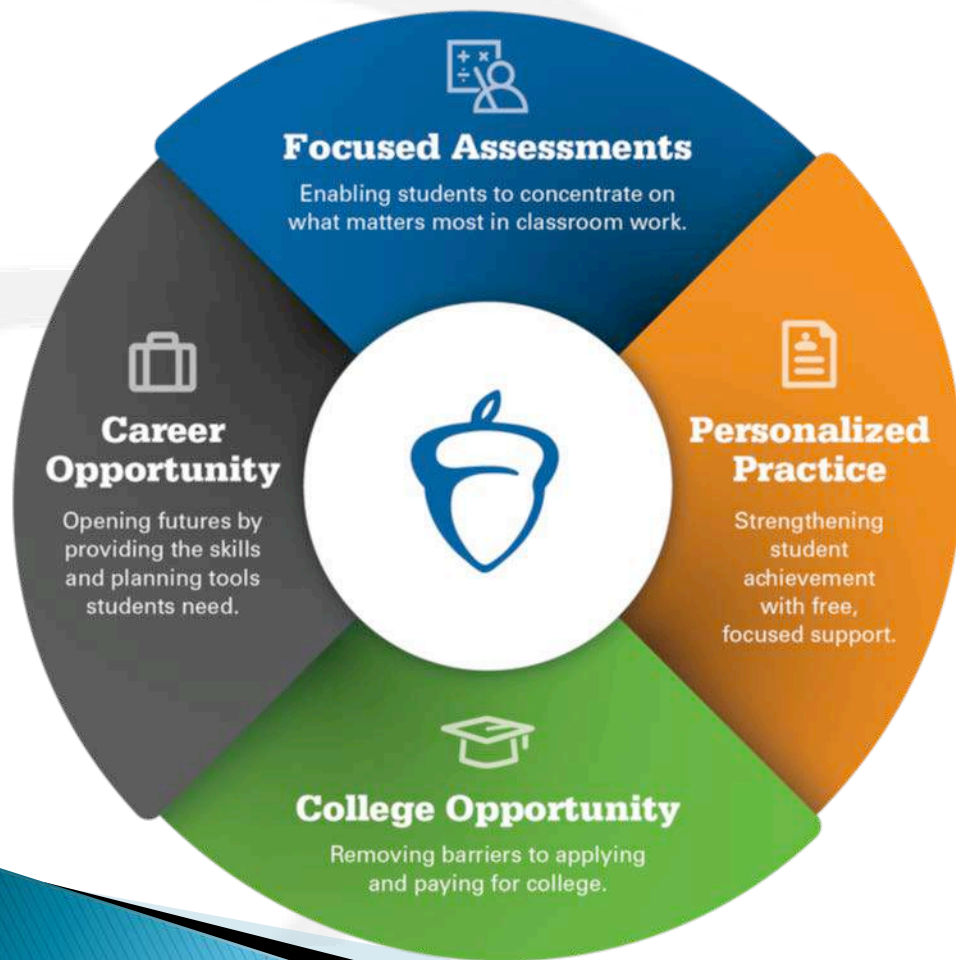 Focused Assessments
Enabling students to concentrate on
what matters most in classroom work.
Personalized
Practice
Strengthening
student
achievement
with free,
focused support.
College Opportunity
Removing barriers to applying
and paying for college.
Career
Opportunity
Opening futures by
providing the skills
and planning tools
students need.